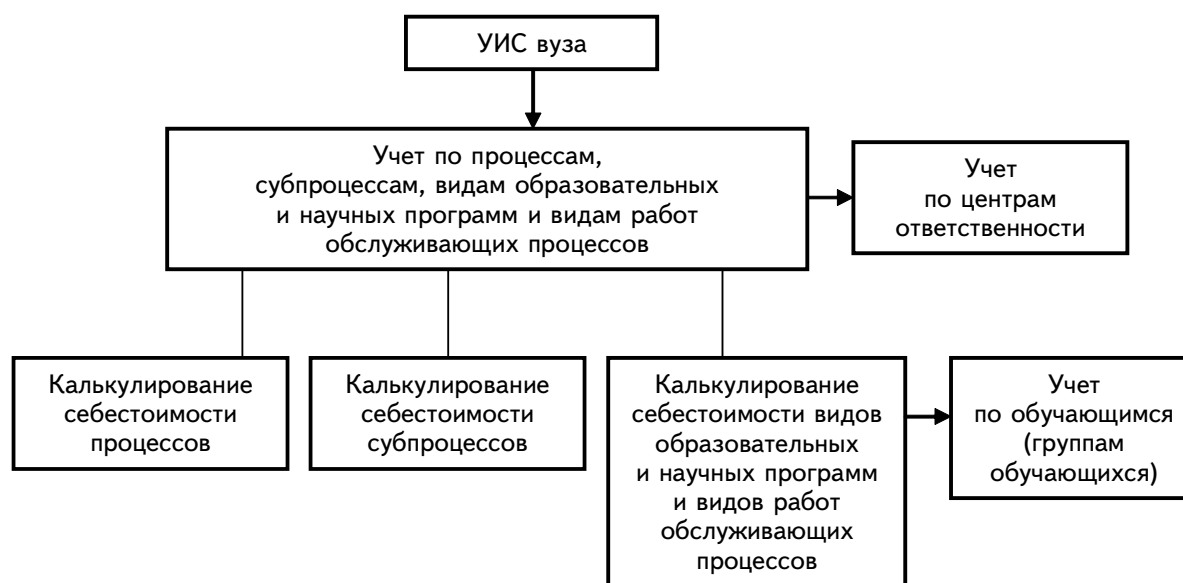 УИС вуза
Учет по процессам,
субпроцессам, видам образовательных
и научных программ и видам работ
обслуживающих процессов
Учет
по центрам
ответственности
Калькулирование
себестоимости
процессов
Калькулирование
себестоимости
субпроцессов
Калькулирование
себестоимости видов
образовательных
и научных программ
и видов работ
обслуживающих
процессов
Учет
по обучающимся
(группам
обучающихся)